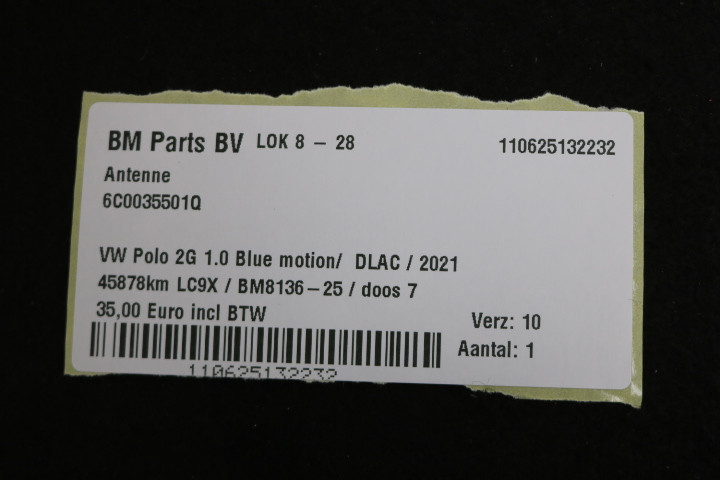 BM Parts BV LOK 8 - 28 110625132232
Antenne
6C0035501Q
VW Polo 2G 1.0 Blue motion/ DLAC / 2021
45878km LC9X / BM8136-25 / doos 7
35,00 Euro incl BTW
Verz: 10
Aantal: 1
110625132232